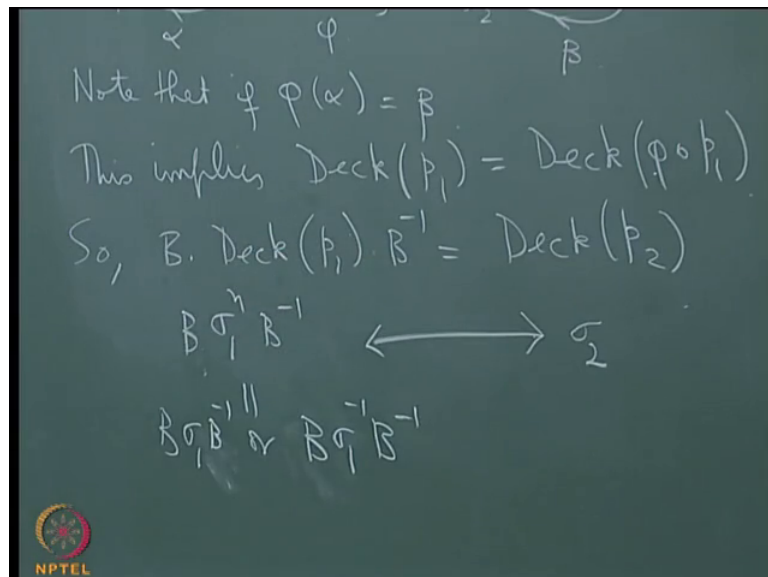 α φ 2
β
Note that if φ(α) = β
This implies Deck(p₁) = Deck(φ∘p₁)
So, B. Deck(p₁). B⁻¹ = Deck(p₂)
B σ₁ⁿ B⁻¹ ⟷ σ₂
||
B σ₁ B⁻¹ or B σ₁⁻¹ B⁻¹
NPTEL